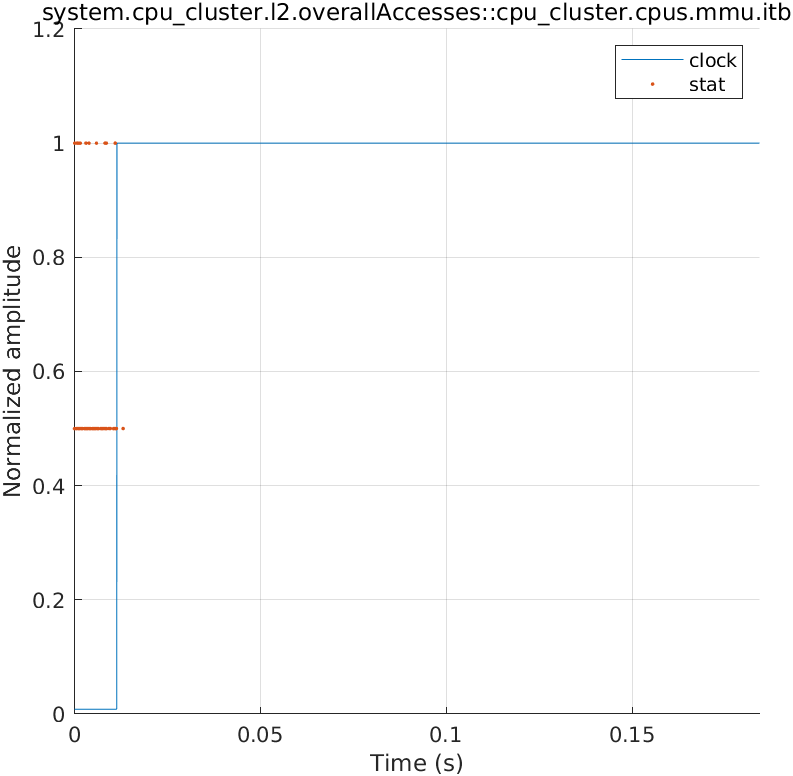 system.cpu_cluster.l2.overallAccesses::cpu_cluster.cpus.mmu.itb
1.2
clock
stat
1
0.8
0.6
0.4
0.2
0
Normalized amplitude
0 0.05 0.1 0.15
Time (s)